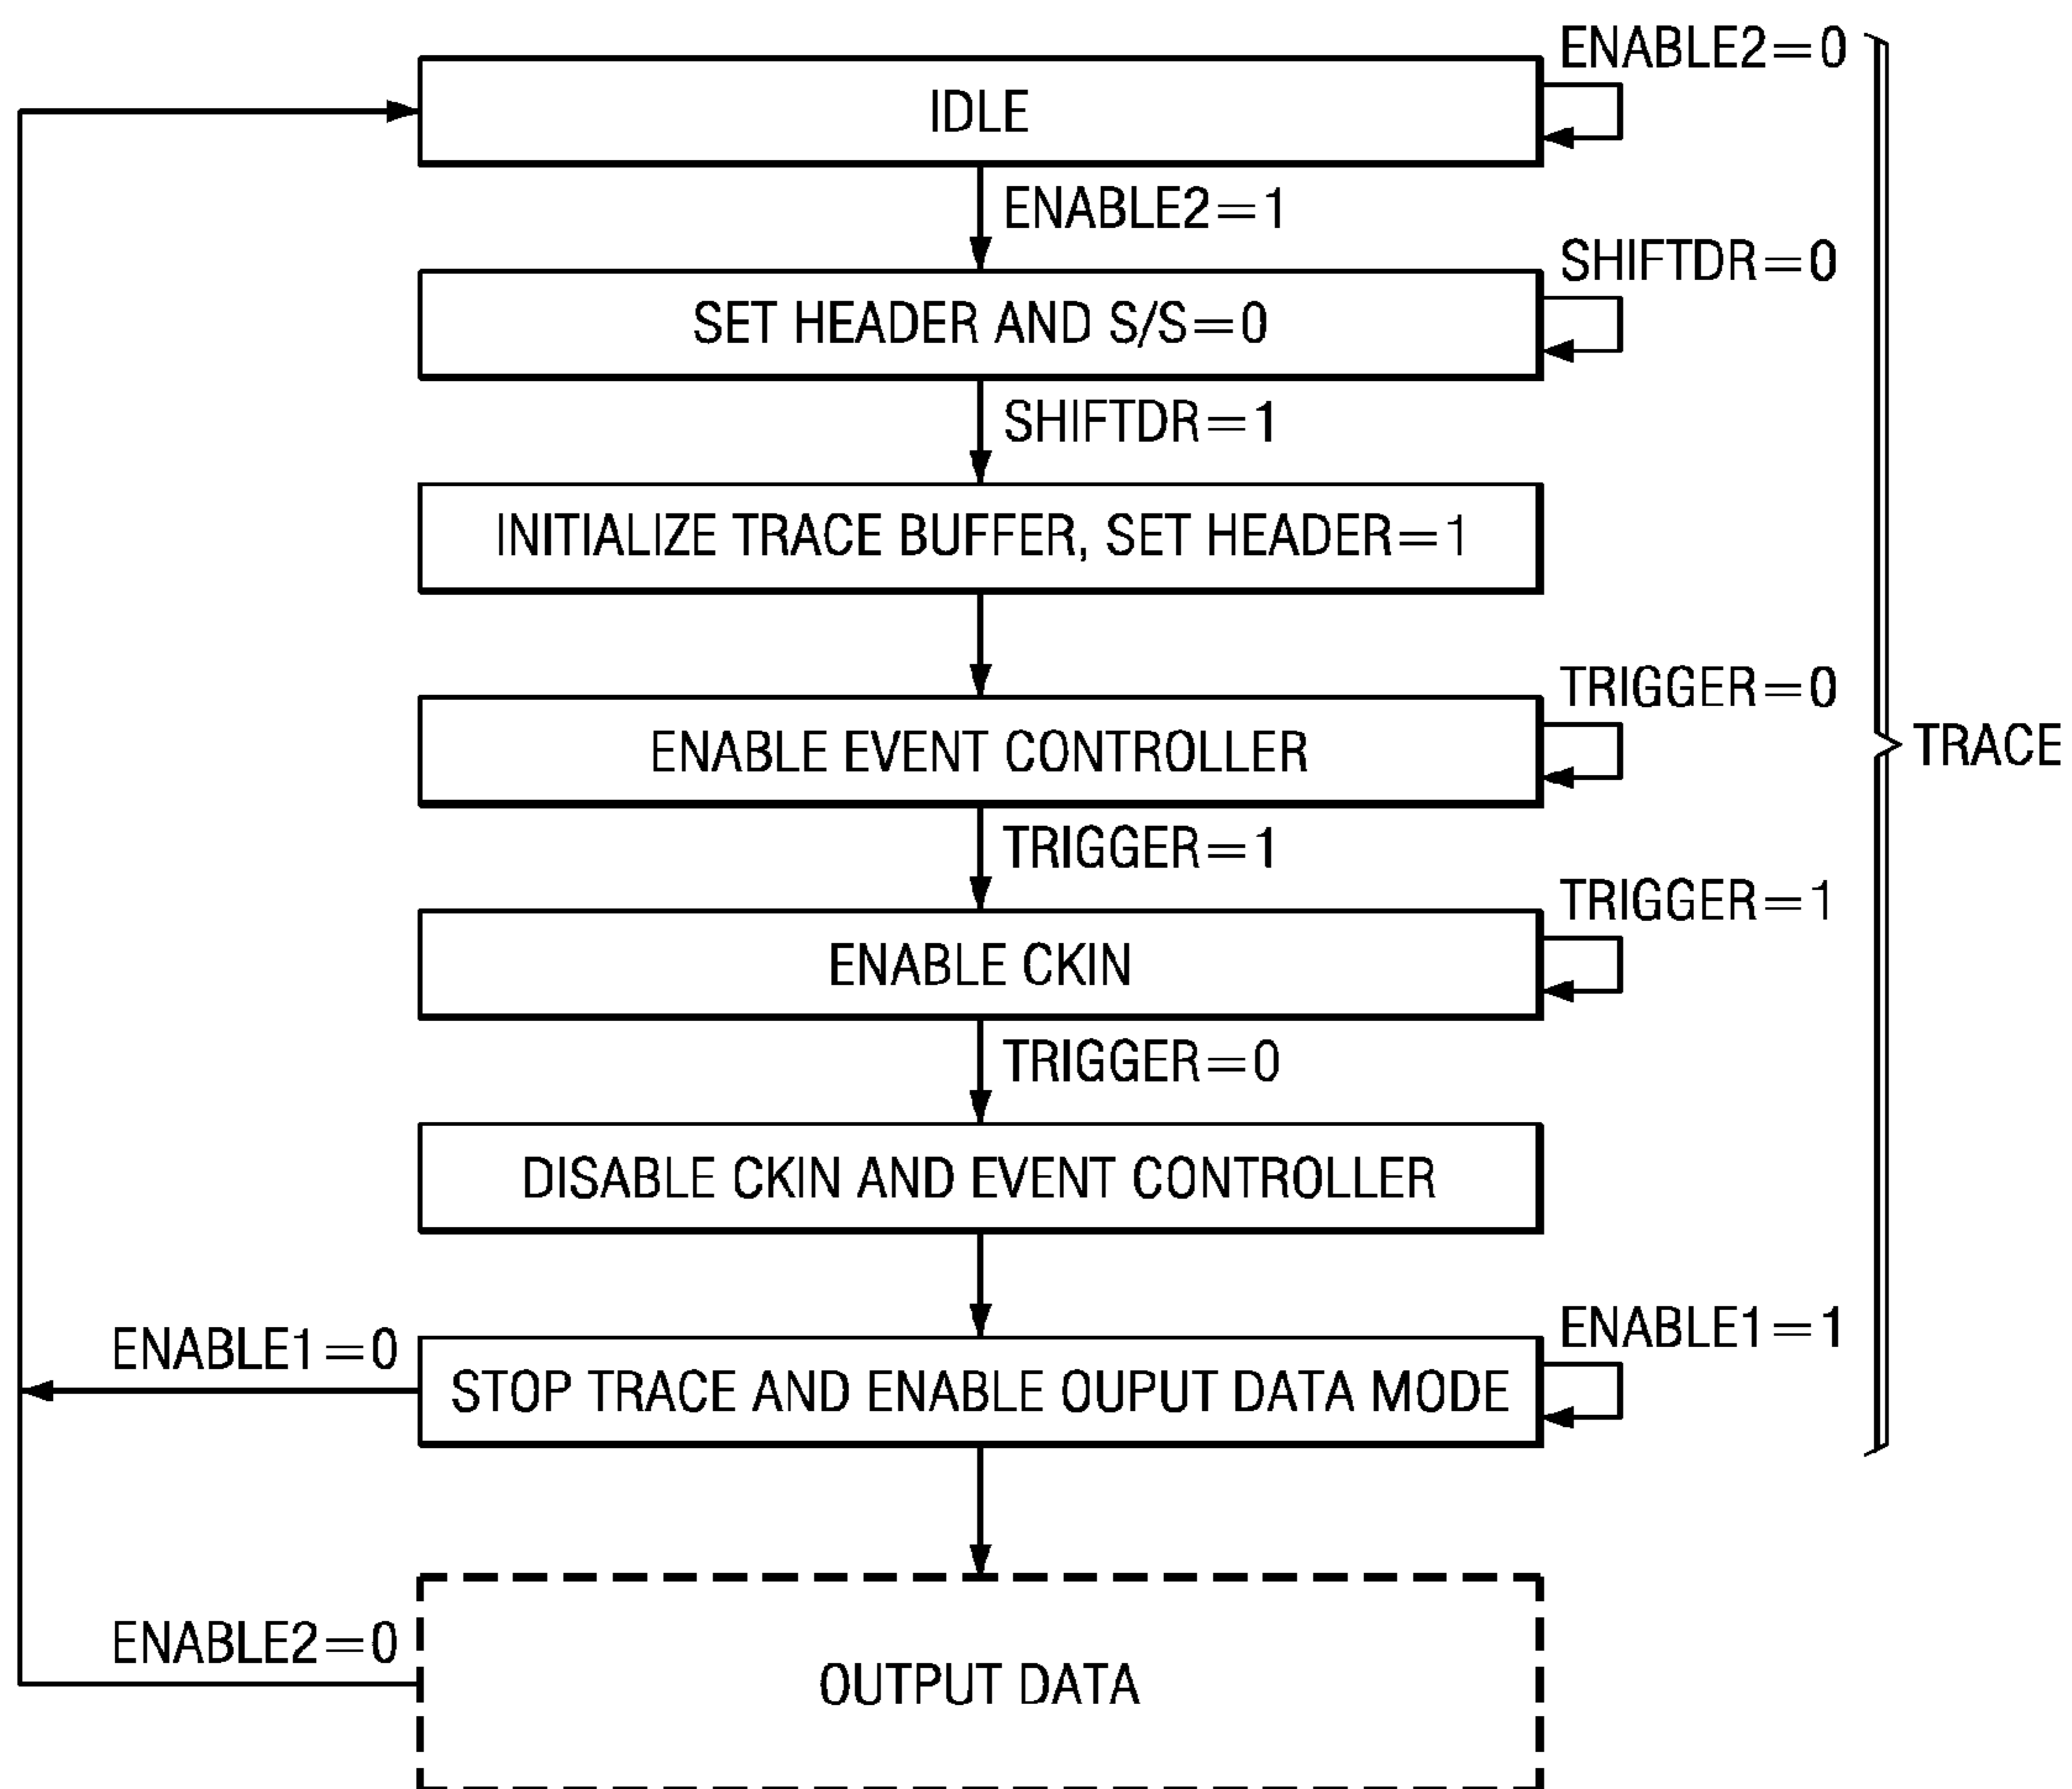 ENABLE2=0
IDLE
ENABLE2=1
SHIFTDR=0
SET HEADER AND S/S=0
SHIFTDR=1
INITIALIZE TRACE BUFFER, SET HEADER=1
TRIGGER=0
TRACE
ENABLE EVENT CONTROLLER
TRIGGER=1
TRIGGER=1
ENABLE CKIN
TRIGGER=0
DISABLE CKIN AND EVENT CONTROLLER
ENABLE1=1
ENABLE1=0
STOP TRACE AND ENABLE OUPUT DATA MODE
ENABLE2=0
OUTPUT DATA